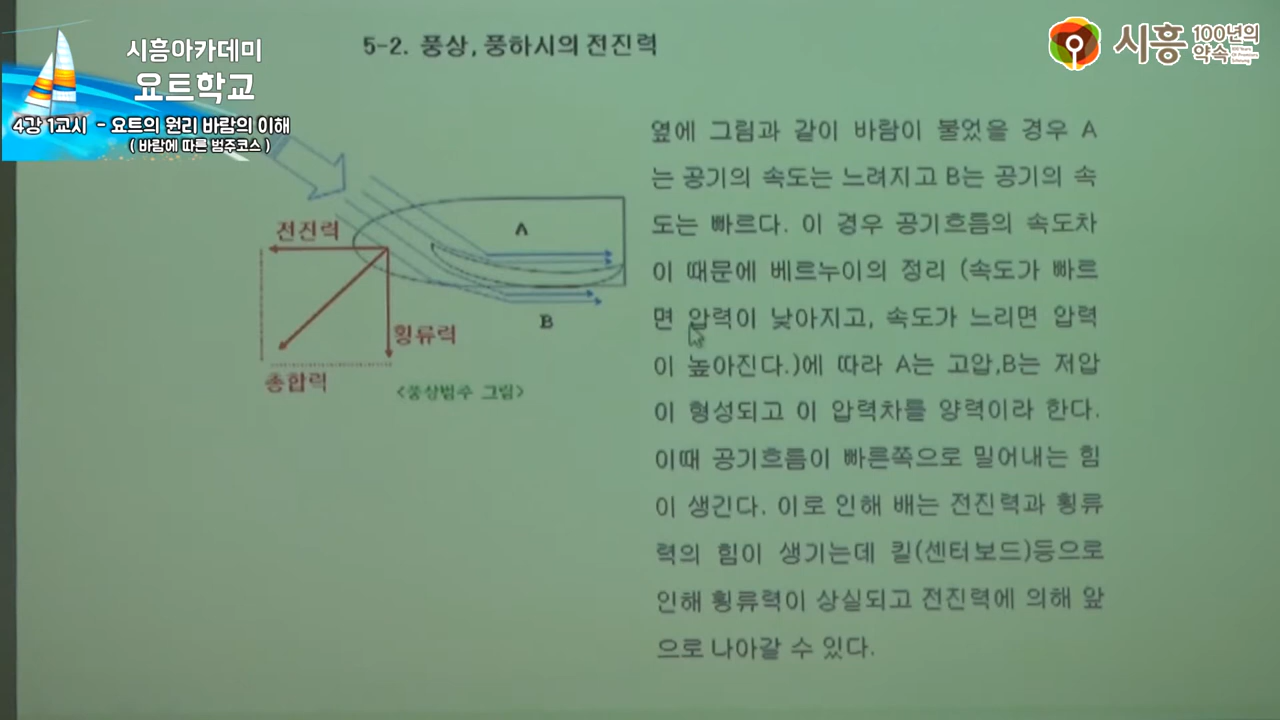 시흥아카데미
요트학교
4강 1교시 - 요트의 원리 바람의 이해
( 바람에 따른 범주코스 )
시흥
100년의
약속
5-2. 풍상, 풍하시의 전진력
전진력
횡류력
총합력
A
B
<풍상범주 그림>
옆에 그림과 같이 바람이 불었을 경우 A
는 공기의 속도는 느려지고 B는 공기의 속
도는 빠르다. 이 경우 공기흐름의 속도차
이 때문에 베르누이의 정리 (속도가 빠르
면 압력이 낮아지고, 속도가 느리면 압력
이 높아진다.)에 따라 A는 고압,B는 저압
이 형성되고 이 압력차를 양력이라 한다.
이때 공기흐름이 빠른쪽으로 밀어내는 힘
이 생긴다. 이로 인해 배는 전진력과 횡류
력의 힘이 생기는데 킬(센터보드)등으로
인해 횡류력이 상실되고 전진력에 의해 앞
으로 나아갈 수 있다.